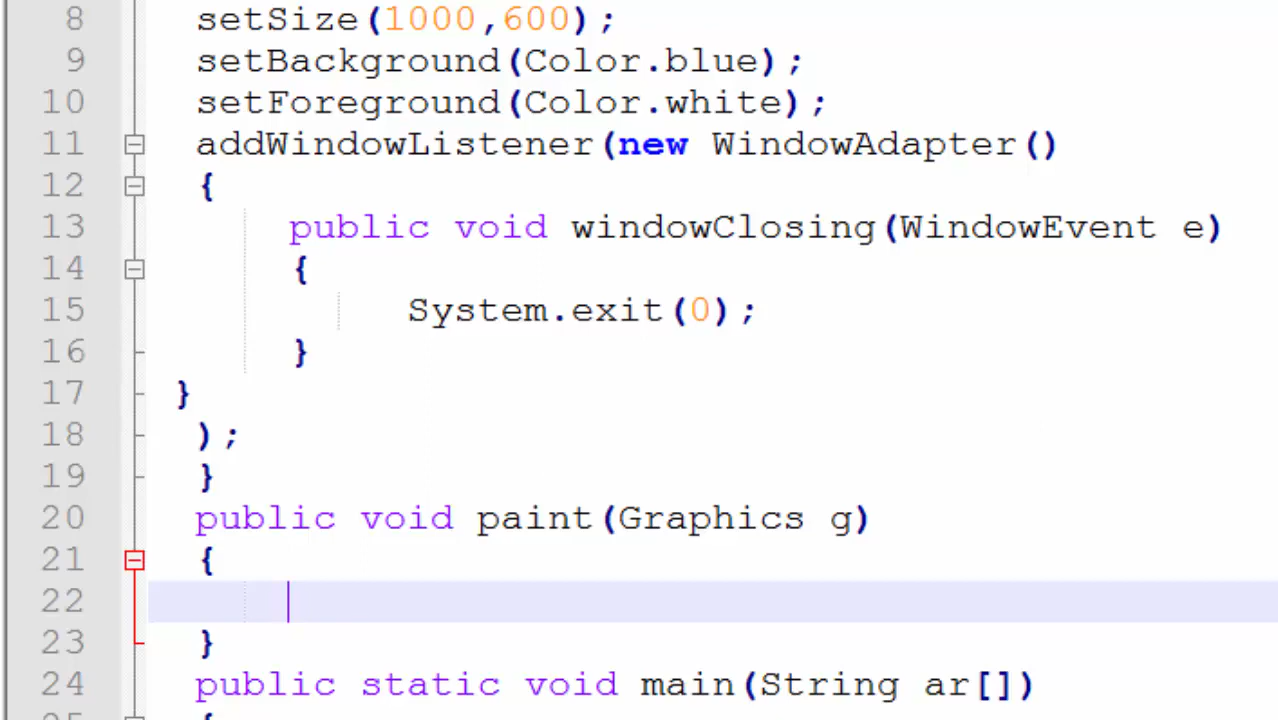 8 setSize(1000,600);
9 setBackground(Color.blue);
10 setForeground(Color.white);
11 addWindowListener(new WindowAdapter()
12 {
13 public void windowClosing(WindowEvent e)
14 {
15 System.exit(0);
16 }
17 }
18 );
19 }
20 public void paint(Graphics g)
21 {
22
23 }
24 public static void main(String ar[])
25 {